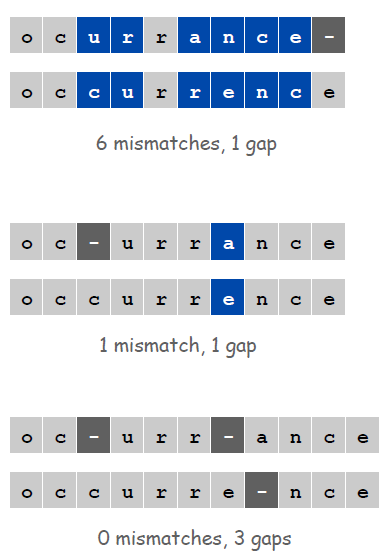 o c u r r a n c e -
o c c u r r e n c e
6 mismatches, 1 gap
o c - u r r a n c e
o c c u r r e n c e
1 mismatch, 1 gap
o c - u r r - a n c e
o c c u r r e - n c e
0 mismatches, 3 gaps